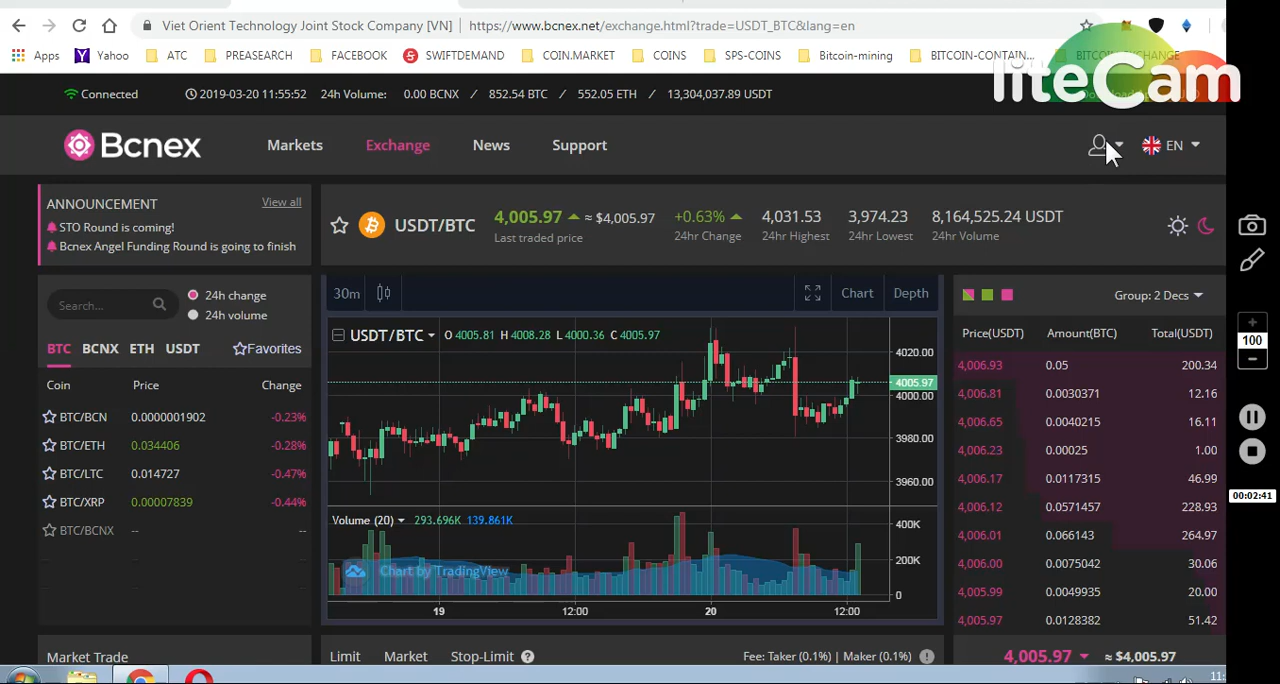 Viet Orient Technology Joint Stock Company [VN] https://www.bcnex.net/exchange.html?trade=USDT_BTC&lang=en
Apps Yahoo ATC PREASEARCH FACEBOOK SWIFTDEMAND COIN.MARKET COINS SPS-COINS Bitcoin-mining BITCOIN-CONTAIN... BITCOIN-EXCHANGE
liteCam
Connected 2019-03-20 11:55:52 24h Volume: 0.00 BCNX / 852.54 BTC / 552.05 ETH / 13,304,037.89 USDT
Bcnex Markets Exchange News Support EN
ANNOUNCEMENT View all
STO Round is coming!
Bcnex Angel Funding Round is going to finish
USDT/BTC 4,005.97 ≈ $4,005.97 +0.63% 4,031.53 3,974.23 8,164,525.24 USDT
Last traded price 24hr Change 24hr Highest 24hr Lowest 24hr Volume
Search... 24h change
24h volume
BTC BCNX ETH USDT Favorites
Coin Price Change
BTC/BCN 0.0000001902 -0.23%
BTC/ETH 0.034406 -0.28%
BTC/LTC 0.014727 -0.47%
BTC/XRP 0.00007839 -0.44%
BTC/BCNX -- --
Market Trade
30m Chart Depth
USDT/BTC O 4005.81 H 4008.28 L 4000.36 C 4005.97
4020.00
4005.97
4000.00
3980.00
3960.00
Volume (20) 293.696K 139.861K
400K
200K
0
Chart by TradingView
19 12:00 20 12:00
Limit Market Stop-Limit ? Fee: Taker (0.1%) | Maker (0.1%) !
Group: 2 Decs
Price(USDT) Amount(BTC) Total(USDT)
4,006.93 0.05 200.34
4,006.81 0.0030371 12.16
4,006.65 0.0040215 16.11
4,006.23 0.00025 1.00
4,006.17 0.0117315 46.99
4,006.12 0.0571457 228.93
4,006.01 0.066143 264.97
4,006.00 0.0075042 30.06
4,005.99 0.0049935 20.00
4,005.97 0.0128382 51.42
4,005.97 ≈ $4,005.97
100
00:02:41